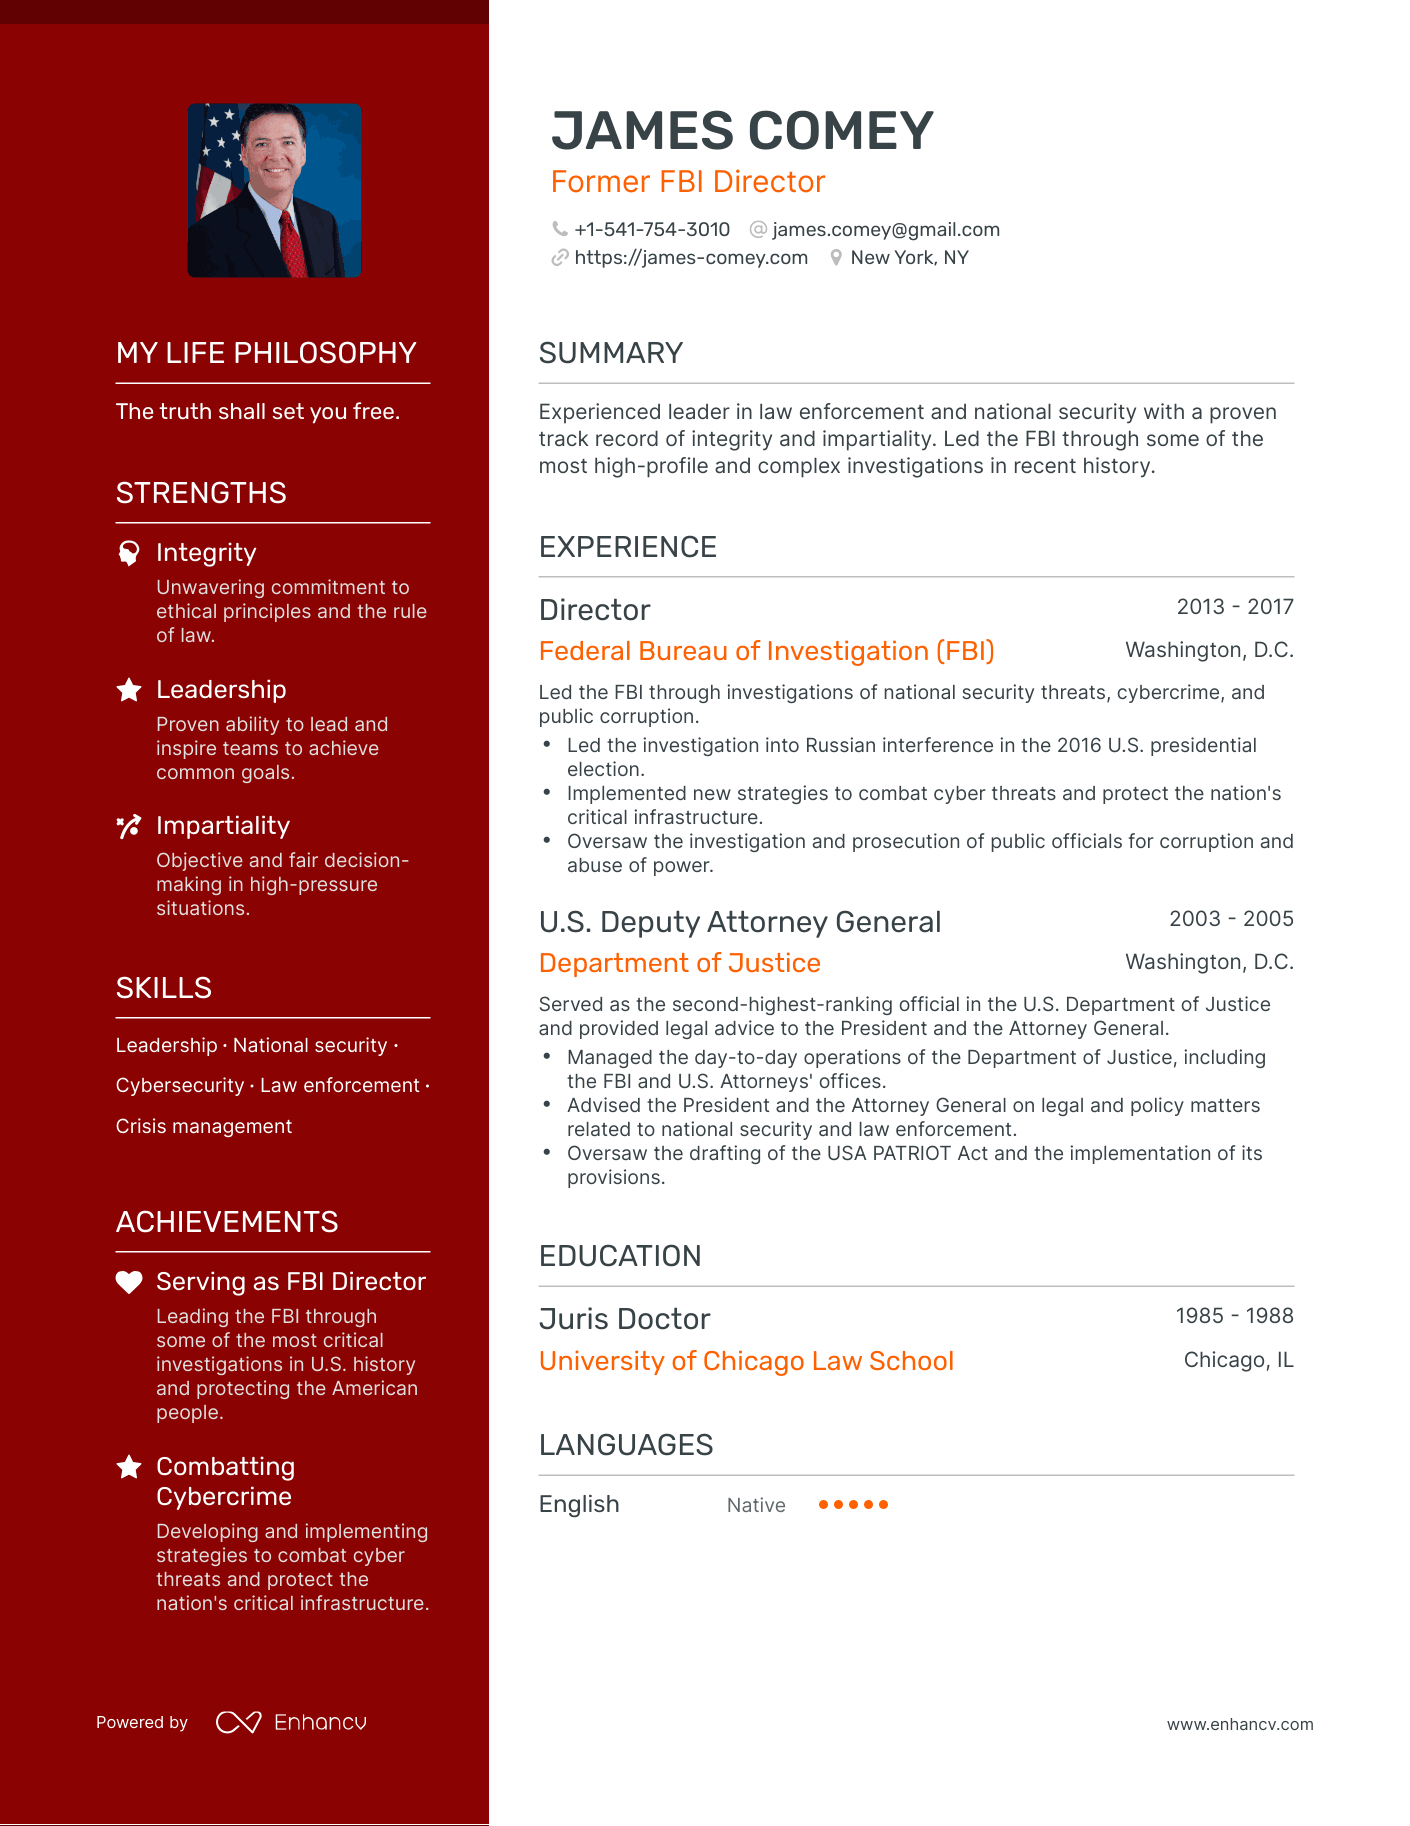 JAMES COMEY
Former FBI Director
+1-541-754-3010 james.comey@gmail.com
https://james-comey.com New York, NY
MY LIFE PHILOSOPHY
The truth shall set you free.
STRENGTHS
Integrity
Unwavering commitment to
ethical principles and the rule
of law.
Leadership
Proven ability to lead and
inspire teams to achieve
common goals.
Impartiality
Objective and fair decision-
making in high-pressure
situations.
SKILLS
Leadership · National security ·
Cybersecurity · Law enforcement ·
Crisis management
ACHIEVEMENTS
Serving as FBI Director
Leading the FBI through
some of the most critical
investigations in U.S. history
and protecting the American
people.
Combatting
Cybercrime
Developing and implementing
strategies to combat cyber
threats and protect the
nation's critical infrastructure.
SUMMARY
Experienced leader in law enforcement and national security with a proven
track record of integrity and impartiality. Led the FBI through some of the
most high-profile and complex investigations in recent history.
EXPERIENCE
Director 2013 - 2017
Federal Bureau of Investigation (FBI) Washington, D.C.
Led the FBI through investigations of national security threats, cybercrime, and
public corruption.
• Led the investigation into Russian interference in the 2016 U.S. presidential
election.
• Implemented new strategies to combat cyber threats and protect the nation's
critical infrastructure.
• Oversaw the investigation and prosecution of public officials for corruption and
abuse of power.
U.S. Deputy Attorney General 2003 - 2005
Department of Justice Washington, D.C.
Served as the second-highest-ranking official in the U.S. Department of Justice
and provided legal advice to the President and the Attorney General.
• Managed the day-to-day operations of the Department of Justice, including
the FBI and U.S. Attorneys' offices.
• Advised the President and the Attorney General on legal and policy matters
related to national security and law enforcement.
• Oversaw the drafting of the USA PATRIOT Act and the implementation of its
provisions.
EDUCATION
Juris Doctor 1985 - 1988
University of Chicago Law School Chicago, IL
LANGUAGES
English Native
Powered by Enhancv
www.enhancv.com